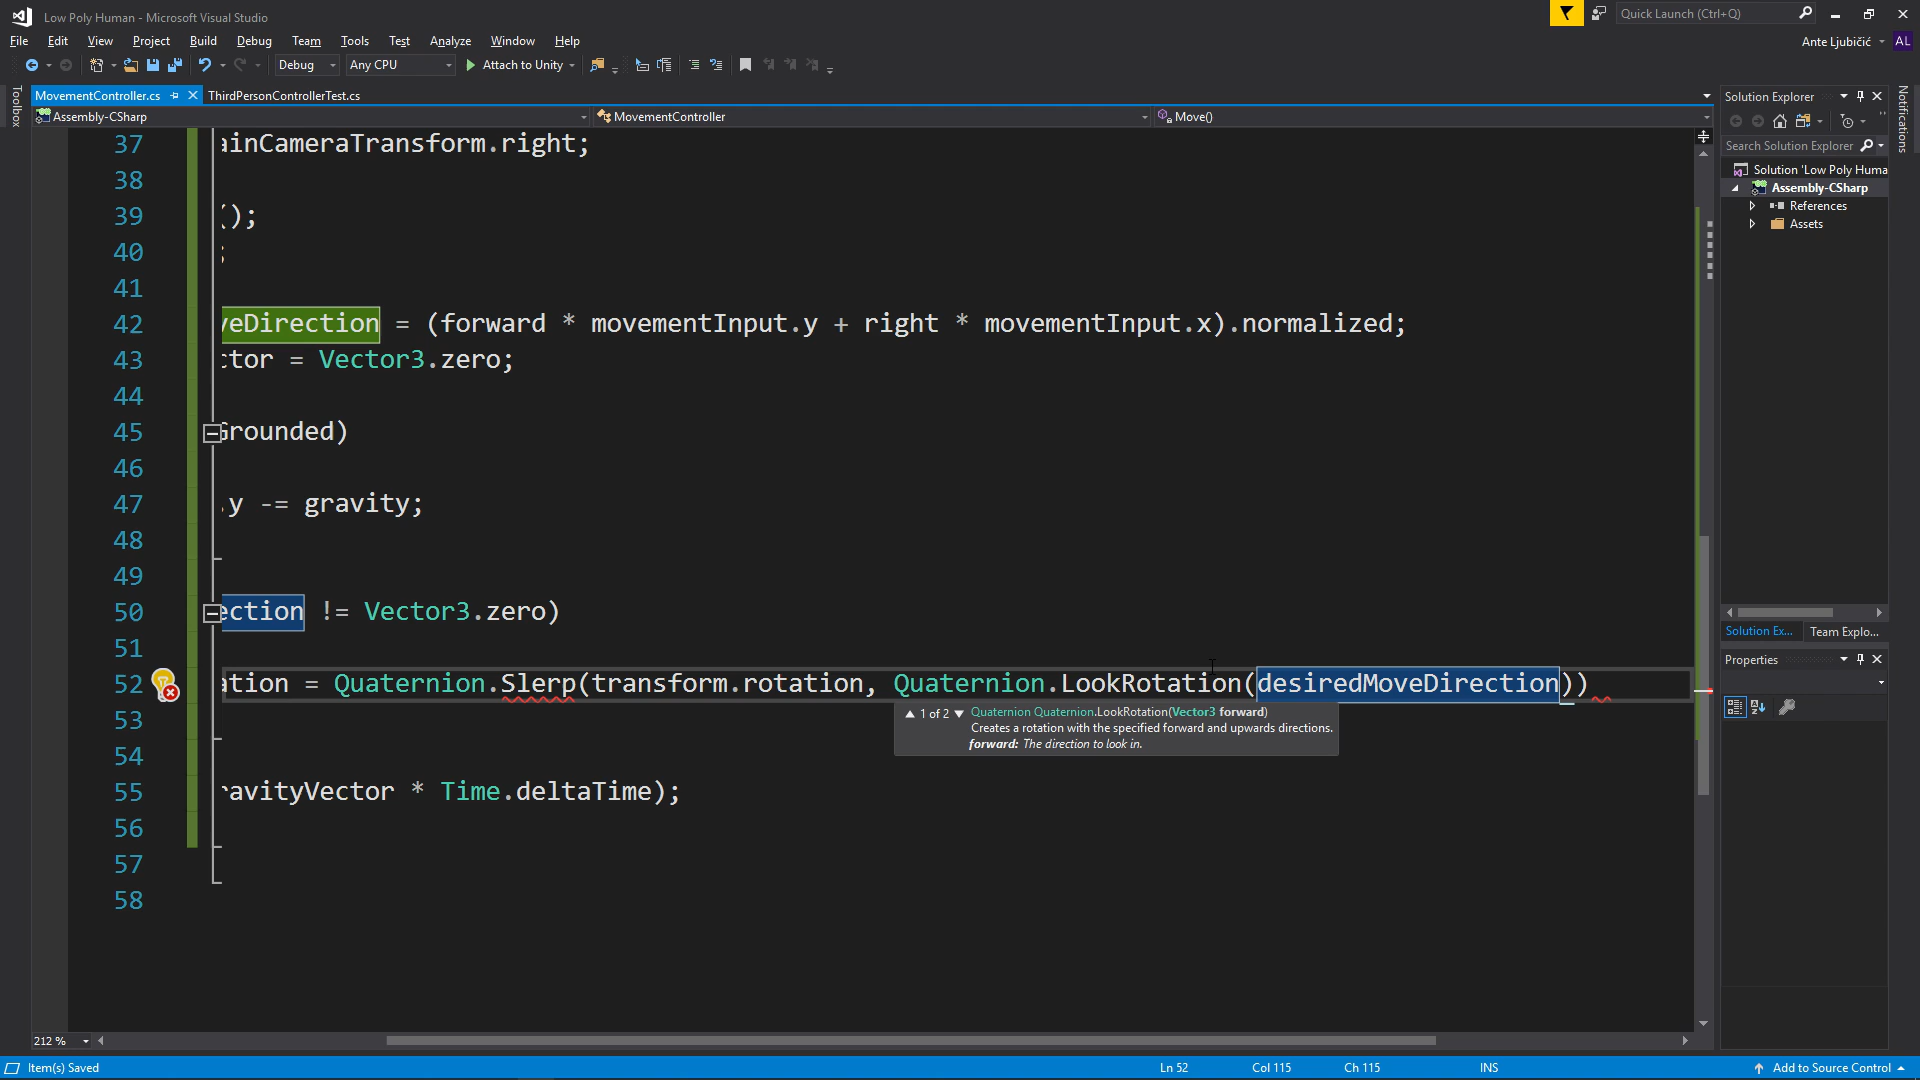 Low Poly Human - Microsoft Visual Studio
Quick Launch (Ctrl+Q)
File Edit View Project Build Debug Team Tools Test Analyze Window Help
Ante Ljubičić AL
Debug Any CPU Attach to Unity
Toolbox
MovementController.cs ThirdPersonControllerTest.cs
Assembly-CSharp MovementController Move()
37 ainCameraTransform.right;
38
39 ();
40 ;
41
42 veDirection = (forward * movementInput.y + right * movementInput.x).normalized;
43 ctor = Vector3.zero;
44
45 Grounded)
46
47 .y -= gravity;
48
49
50 ection != Vector3.zero)
51
52 ation = Quaternion.Slerp(transform.rotation, Quaternion.LookRotation(desiredMoveDirection))
1 of 2 Quaternion Quaternion.LookRotation(Vector3 forward)
Creates a rotation with the specified forward and upwards directions.
forward: The direction to look in.
53
54
55 ravityVector * Time.deltaTime);
56
57
58
212 %
Solution Explorer
Search Solution Explorer
Solution 'Low Poly Huma
Assembly-CSharp
References
Assets
Solution Ex... Team Explo...
Properties
Notifications
Item(s) Saved Ln 52 Col 115 Ch 115 INS Add to Source Control